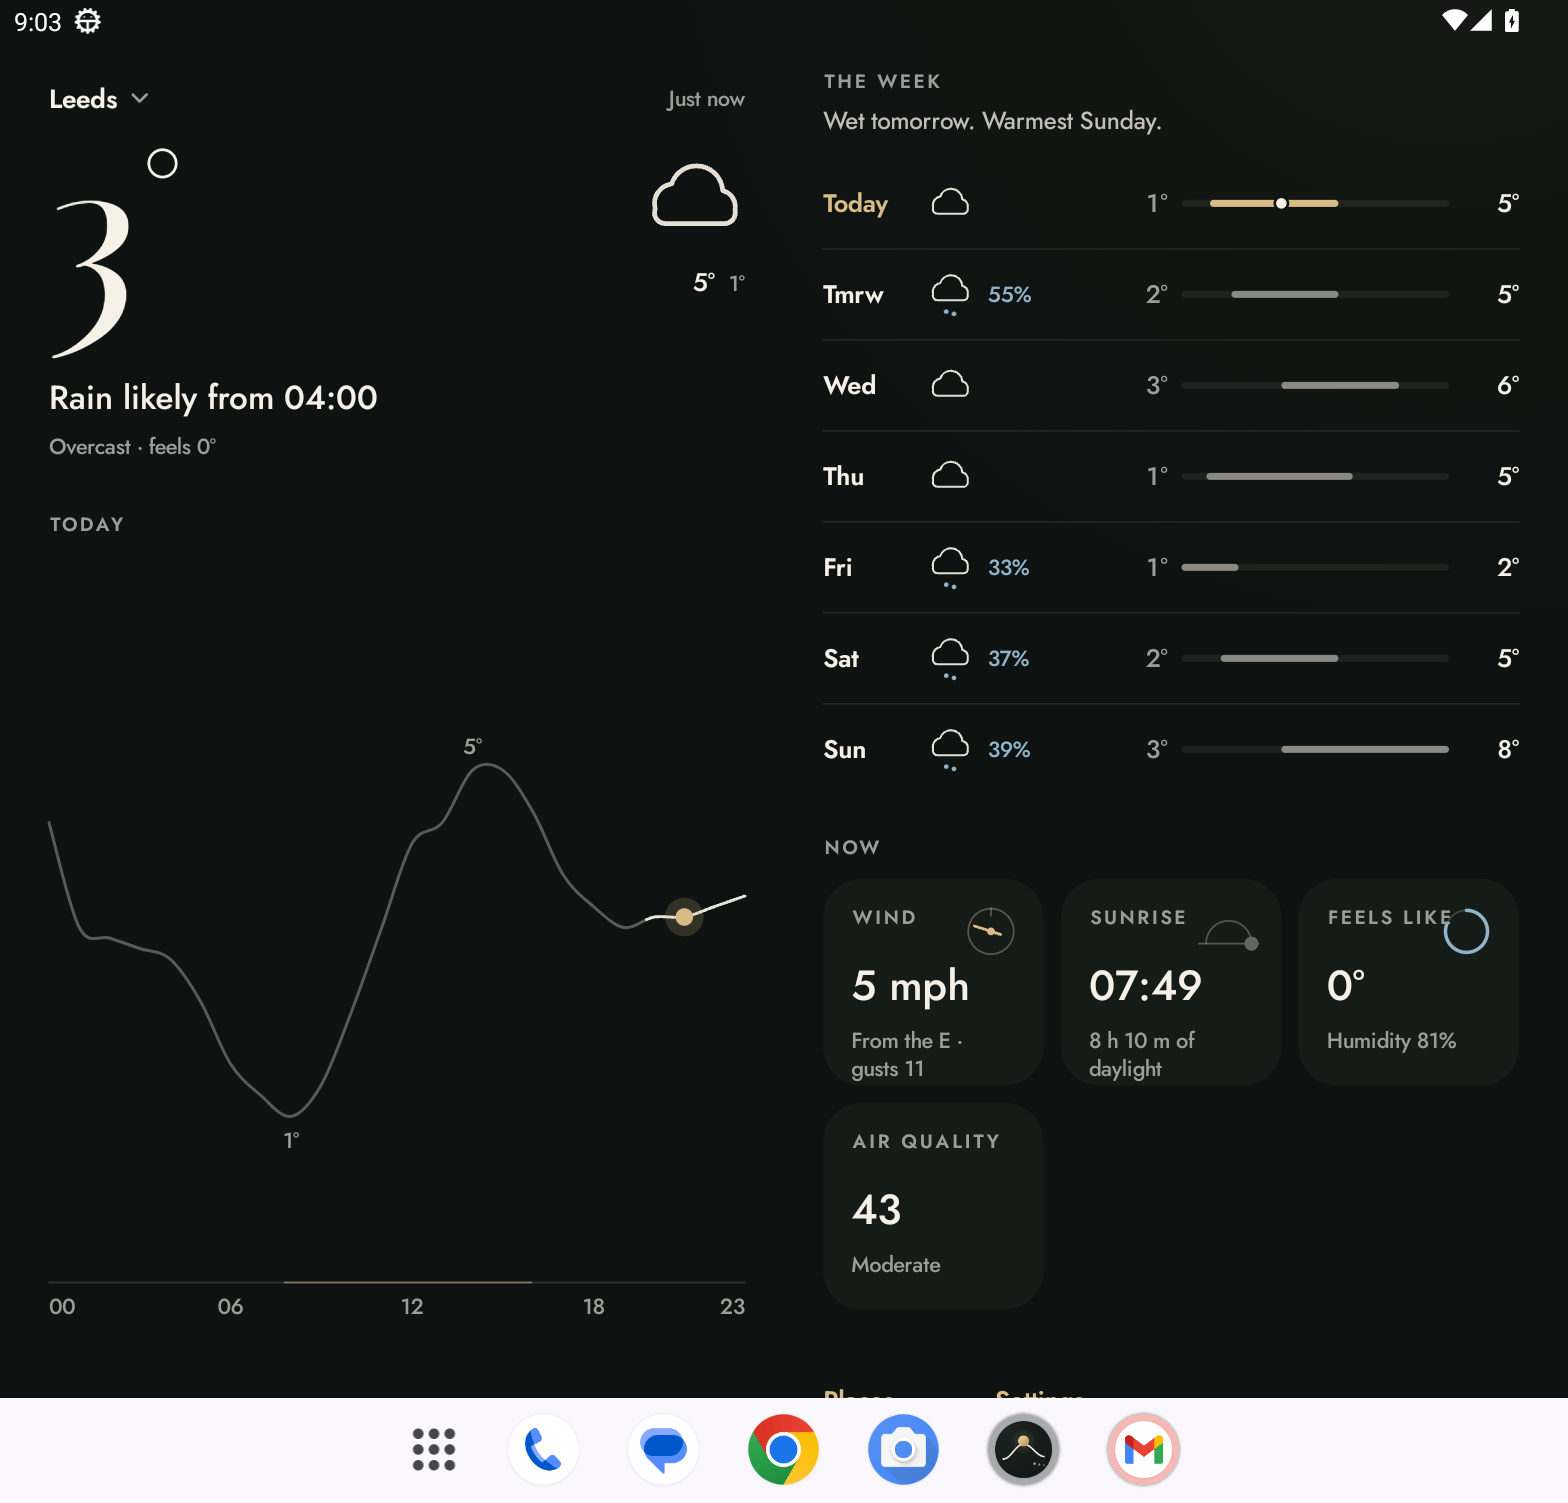 9:03
Leeds
Just now
3°
5° 1°
Rain likely from 04:00
Overcast · feels 0°
TODAY
5°
1°
00 06 12 18 23
THE WEEK
Wet tomorrow. Warmest Sunday.
Today 1° 5°
Tmrw 55% 2° 5°
Wed 3° 6°
Thu 1° 5°
Fri 33% 1° 2°
Sat 37% 2° 5°
Sun 39% 3° 8°
NOW
WIND
5 mph
From the E ·
gusts 11
SUNRISE
07:49
8 h 10 m of
daylight
FEELS LIKE
0°
Humidity 81%
AIR QUALITY
43
Moderate
Places Settings